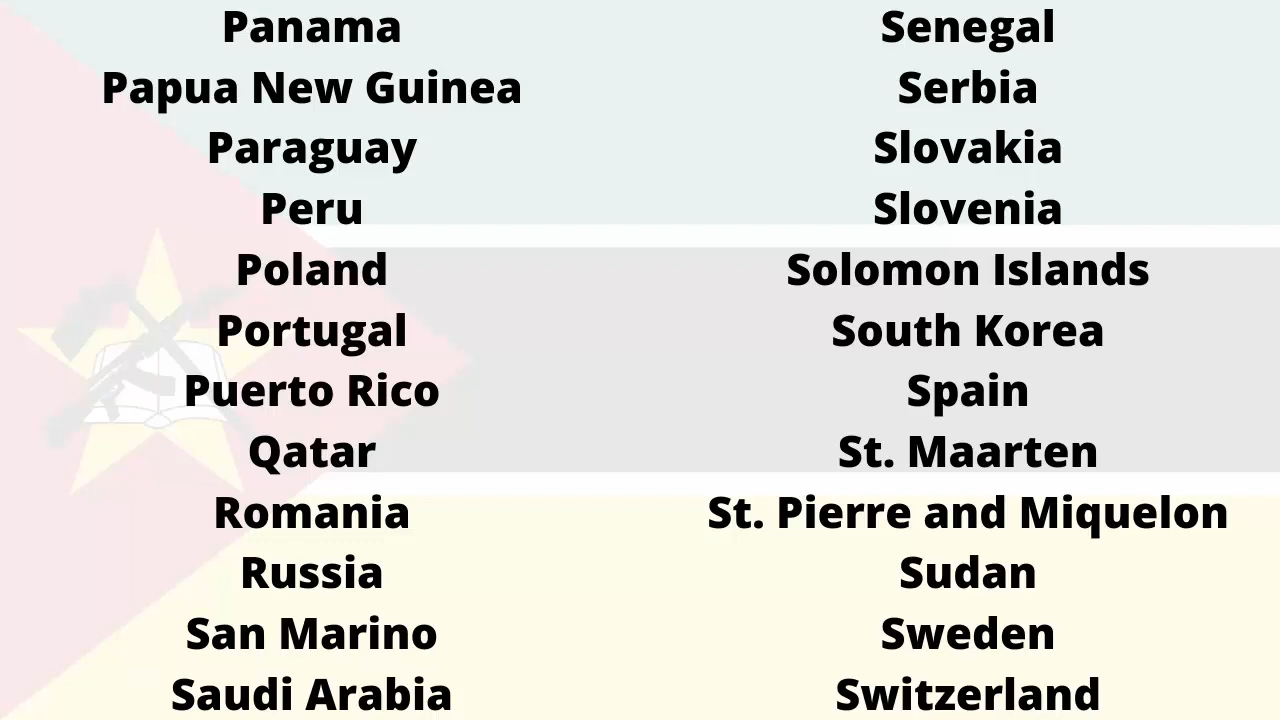 Panama
Papua New Guinea
Paraguay
Peru
Poland
Portugal
Puerto Rico
Qatar
Romania
Russia
San Marino
Saudi Arabia
Senegal
Serbia
Slovakia
Slovenia
Solomon Islands
South Korea
Spain
St. Maarten
St. Pierre and Miquelon
Sudan
Sweden
Switzerland